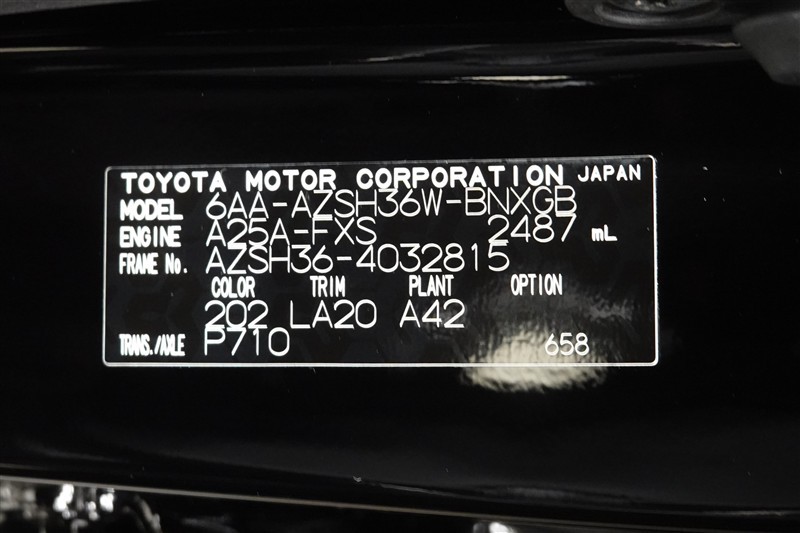 TOYOTA MOTOR CORPORATION JAPAN
MODEL 6AA-AZSH36W-BNXGB
ENGINE A25A-FXS 2487 mL
FRAME No. AZSH36-4032815
COLOR TRIM PLANT OPTION
202 LA20 A42
TRANS./AXLE P710 658